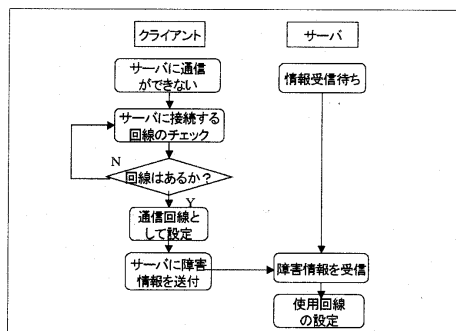 クライアント
サーバ
サーバに通信
ができない
情報受信待ち
サーバに接続する
回線のチェック
N
回線はあるか？
Y
通信回線と
して設定
サーバに障害
情報を送付
障害情報を受信
使用回線
の設定